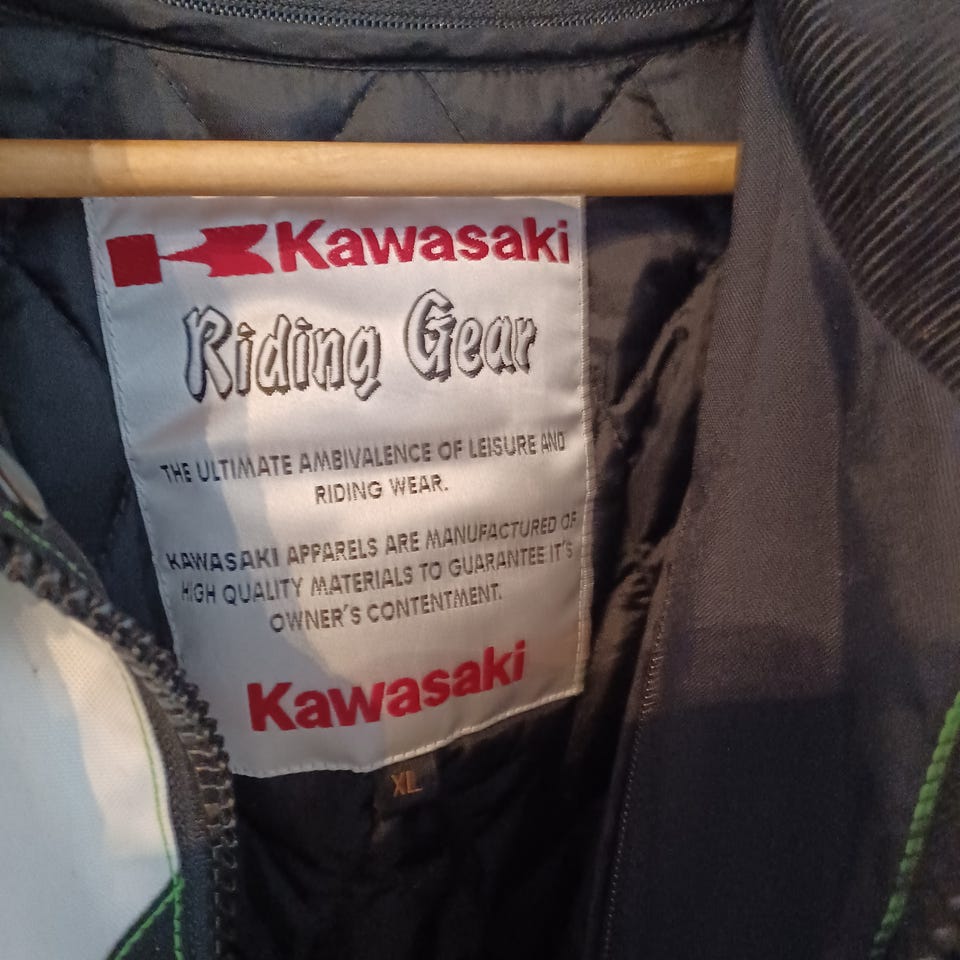 Kawasaki
Riding Gear
THE ULTIMATE AMBIVALENCE OF LEISURE AND
RIDING WEAR.
KAWASAKI APPARELS ARE MANUFACTURED OF
HIGH QUALITY MATERIALS TO GUARANTEE IT'S
OWNER'S CONTENTMENT.
Kawasaki
XL